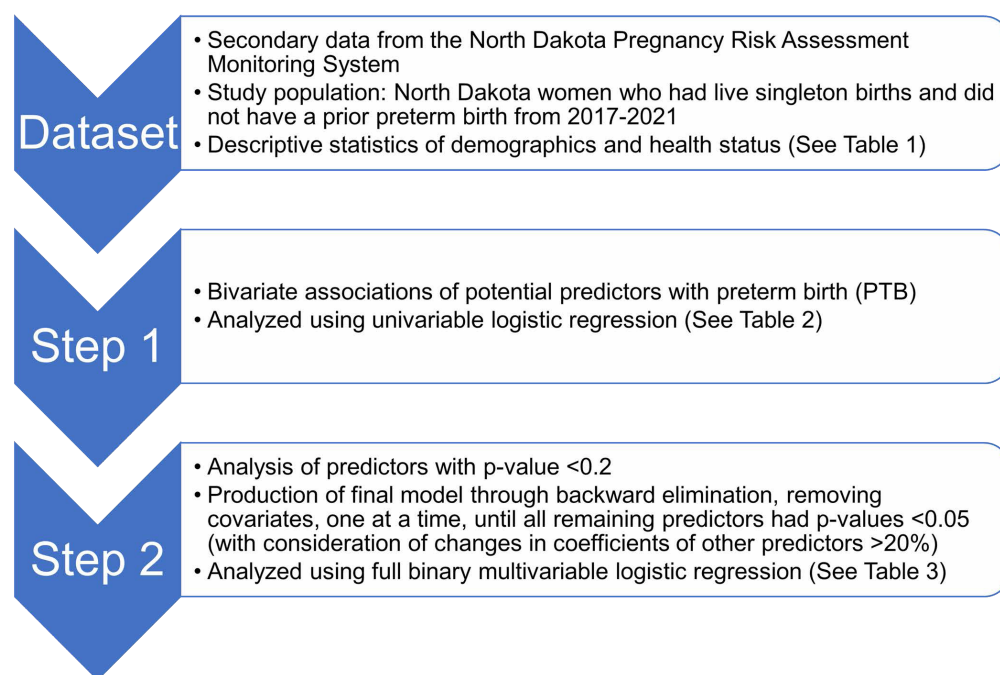 Dataset
• Secondary data from the North Dakota Pregnancy Risk Assessment
Monitoring System
• Study population: North Dakota women who had live singleton births and did
not have a prior preterm birth from 2017-2021
• Descriptive statistics of demographics and health status (See Table 1)
Step 1
• Bivariate associations of potential predictors with preterm birth (PTB)
• Analyzed using univariable logistic regression (See Table 2)
Step 2
• Analysis of predictors with p-value <0.2
• Production of final model through backward elimination, removing
covariates, one at a time, until all remaining predictors had p-values <0.05
(with consideration of changes in coefficients of other predictors >20%)
• Analyzed using full binary multivariable logistic regression (See Table 3)